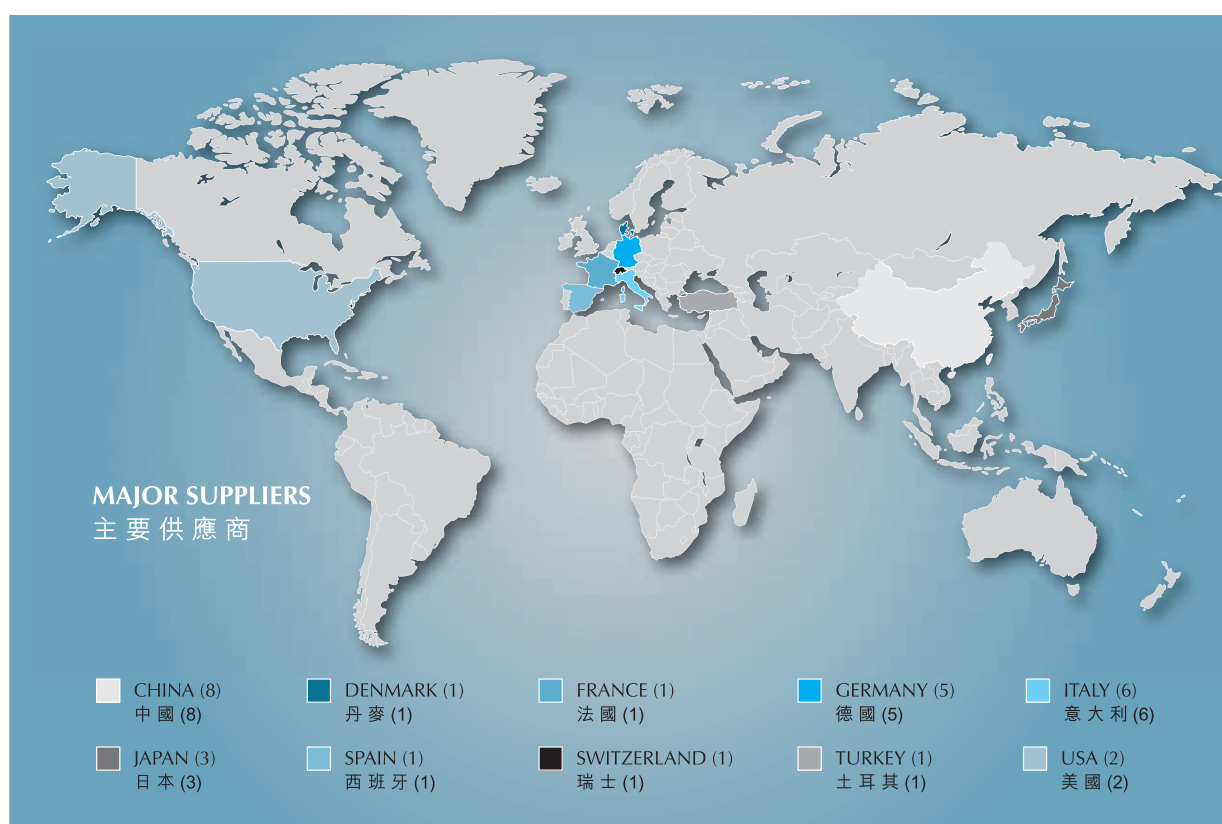 MAJOR SUPPLIERS
主要供應商
CHINA (8)
中國(8)
DENMARK (1)
丹麥(1)
FRANCE (1)
法國(1)
GERMANY (5)
德國(5)
ITALY (6)
意大利(6)
JAPAN (3)
日本(3)
SPAIN (1)
西班牙(1)
SWITZERLAND (1)
瑞士(1)
TURKEY (1)
土耳其(1)
USA (2)
美國(2)